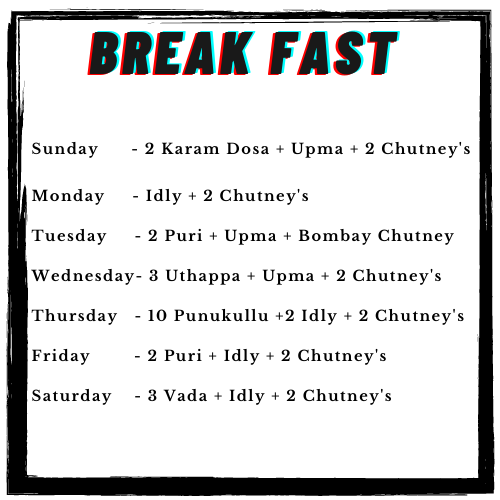 BREAK FAST
Sunday - 2 Karam Dosa + Upma + 2 Chutney's
Monday - Idly + 2 Chutney's
Tuesday - 2 Puri + Upma + Bombay Chutney
Wednesday- 3 Uthappa + Upma + 2 Chutney's
Thursday - 10 Punukullu +2 Idly + 2 Chutney's
Friday - 2 Puri + Idly + 2 Chutney's
Saturday - 3 Vada + Idly + 2 Chutney's